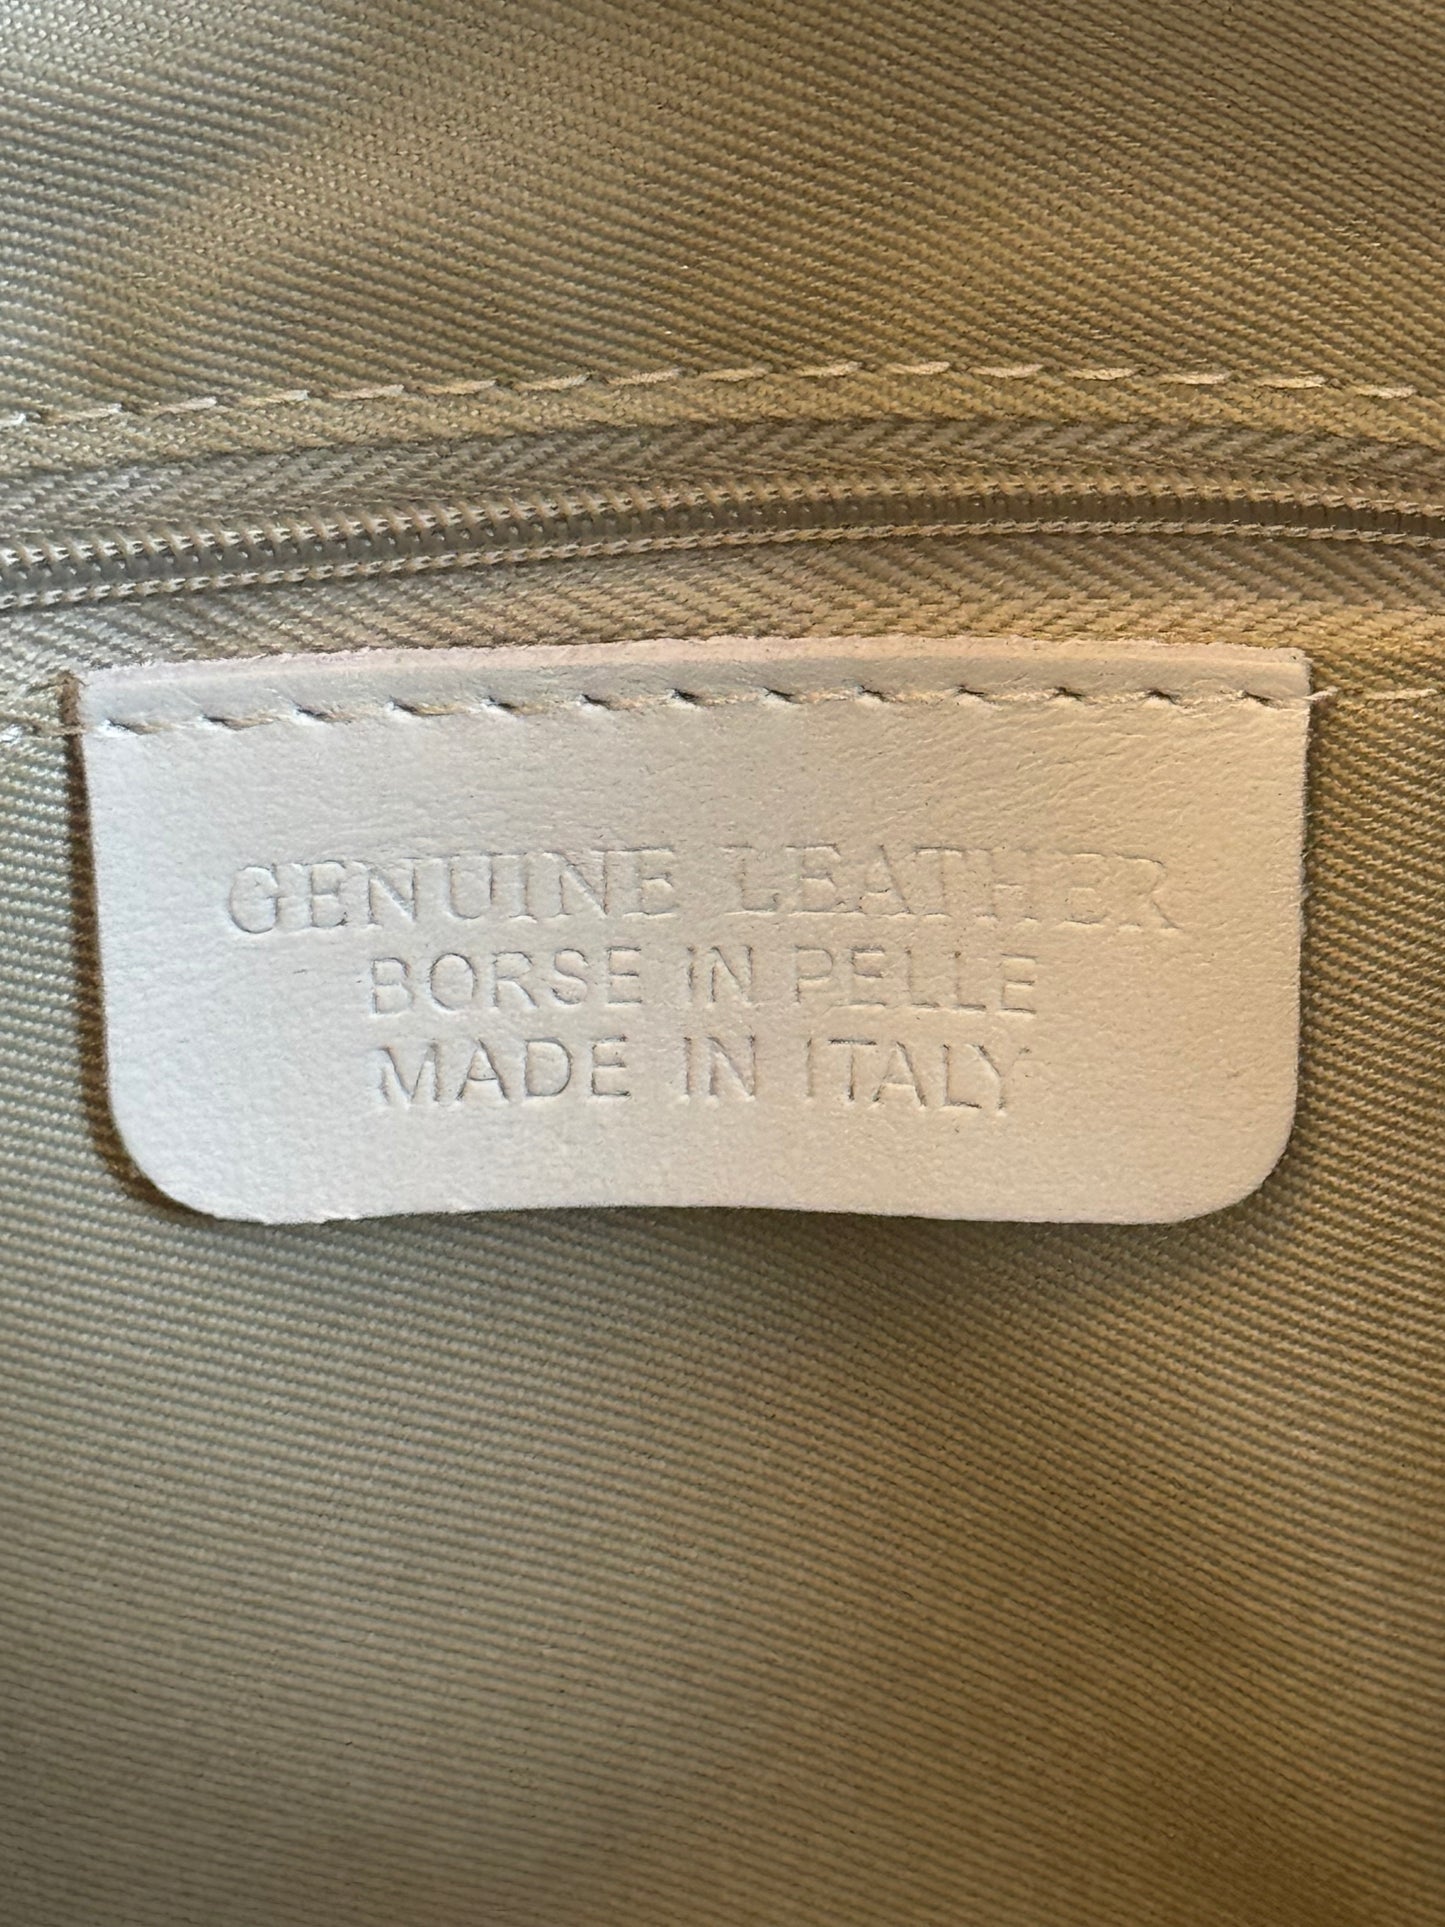 GENUINE LEATHER
BORSE IN PELLE
MADE IN ITALY